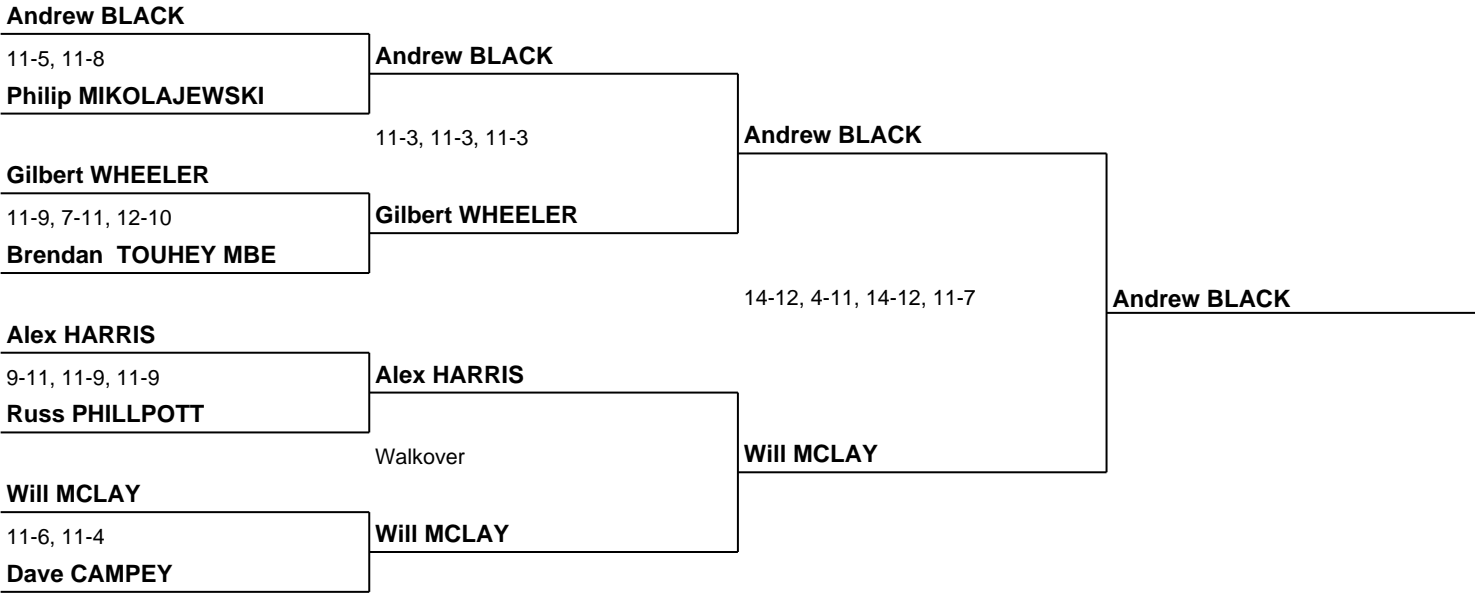 Andrew BLACK
11-5, 11-8
Andrew BLACK
Philip MIKOLAJEWSKI
11-3, 11-3, 11-3
Andrew BLACK
Gilbert WHEELER
11-9, 7-11, 12-10
Gilbert WHEELER
Brendan  TOUHEY MBE
14-12, 4-11, 14-12, 11-7
Andrew BLACK
Alex HARRIS
9-11, 11-9, 11-9
Alex HARRIS
Russ PHILLPOTT
Walkover
Will MCLAY
Will MCLAY
11-6, 11-4
Will MCLAY
Dave CAMPEY